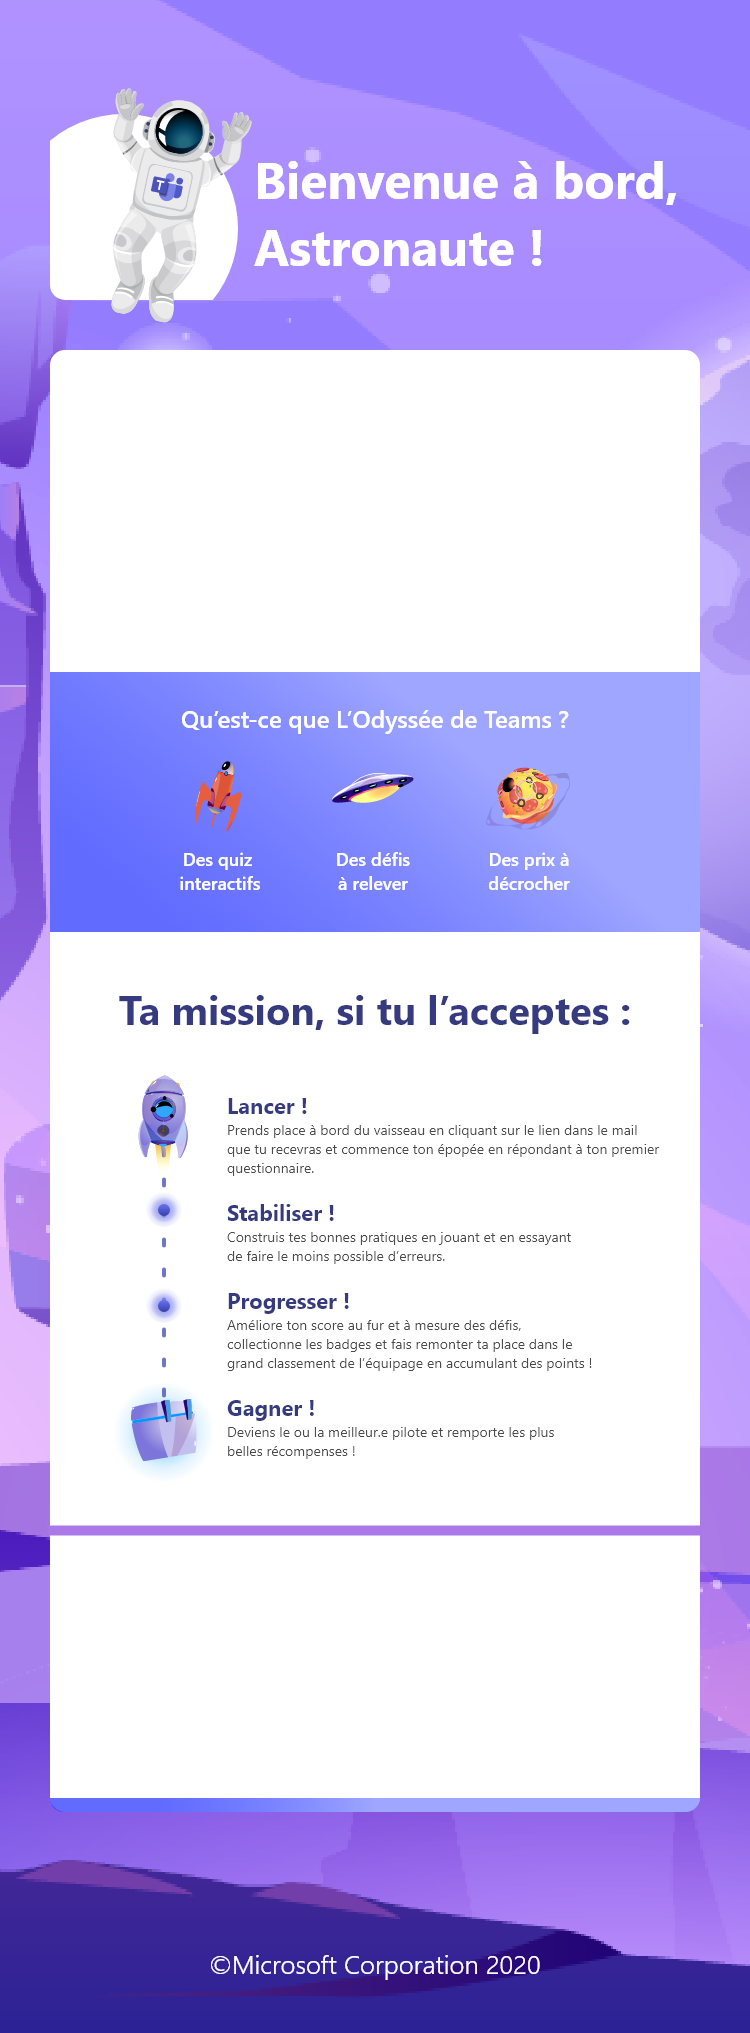 T
Bienvenue à bord,
Astronaute !
Qu’est-ce que L’Odyssée de Teams ?
Des quiz
interactifs
Des défis
à relever
Des prix à
décrocher
Ta mission, si tu l’acceptes :
Lancer !
Prends place à bord du vaisseau en cliquant sur le lien dans le mail
que tu recevras et commence ton épopée en répondant à ton premier
questionnaire.
Stabiliser !
Construis tes bonnes pratiques en jouant et en essayant
de faire le moins possible d’erreurs.
Progresser !
Améliore ton score au fur et à mesure des défis,
collectionne les badges et fais remonter ta place dans le
grand classement de l’équipage en accumulant des points !
Gagner !
Deviens le ou la meilleur.e pilote et remporte les plus
belles récompenses !
©Microsoft Corporation 2020